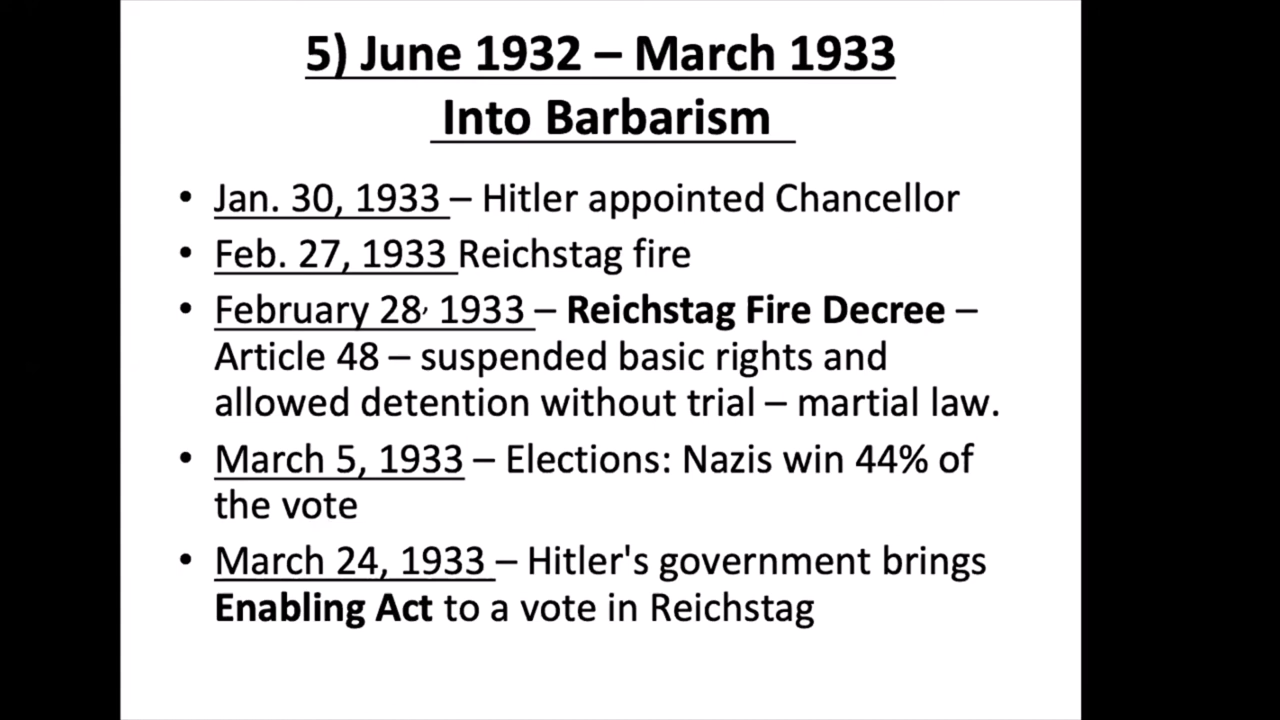 5) June 1932 – March 1933
Into Barbarism
• Jan. 30, 1933 – Hitler appointed Chancellor
• Feb. 27, 1933 Reichstag fire
• February 28, 1933 – Reichstag Fire Decree –
Article 48 – suspended basic rights and
allowed detention without trial – martial law.
• March 5, 1933 – Elections: Nazis win 44% of
the vote
• March 24, 1933 – Hitler's government brings
Enabling Act to a vote in Reichstag